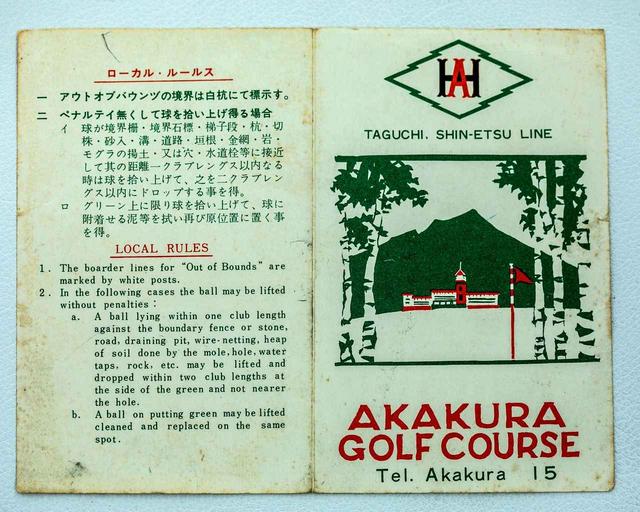 ローカル・ルールス
一 アウトオブバウンヅの境界は白杭にて標示す。
二 ペナルテイ無くして球を拾い上げ得る場合
イ 球が境界柵・境界石標・梯子段・杭・切
株・砂入・溝・道路・垣根・金網・岩・
モグラの掲土・又は穴・水道栓等に接近
して其の距離一クラブレングス以内なる
時は球を拾い上げて、之を二クラブレン
グス以内にドロップする事を得。
ロ グリーン上に限り球を拾い上げて、球に
附着せる泥等を拭い再び原位置に置く事
を得。
LOCAL RULES
1. The boarder lines for "Out of Bounds" are
marked by white posts.
2. In the following cases the ball may be lifted
without penalties :
a. A ball lying within one club length
against the boundary fence or stone,
road, draining pit, wire-netting, heap
of soil done by the mole, hole, water
taps, rock, etc. may be lifted and
dropped within two club lengths at
the side of the green and not nearer
the hole.
b. A ball on putting green may be lifted
cleaned and replaced on the same
spot.
HA
TAGUCHI. SHIN-ETSU LINE
AKAKURA
GOLF COURSE
Tel. Akakura 15